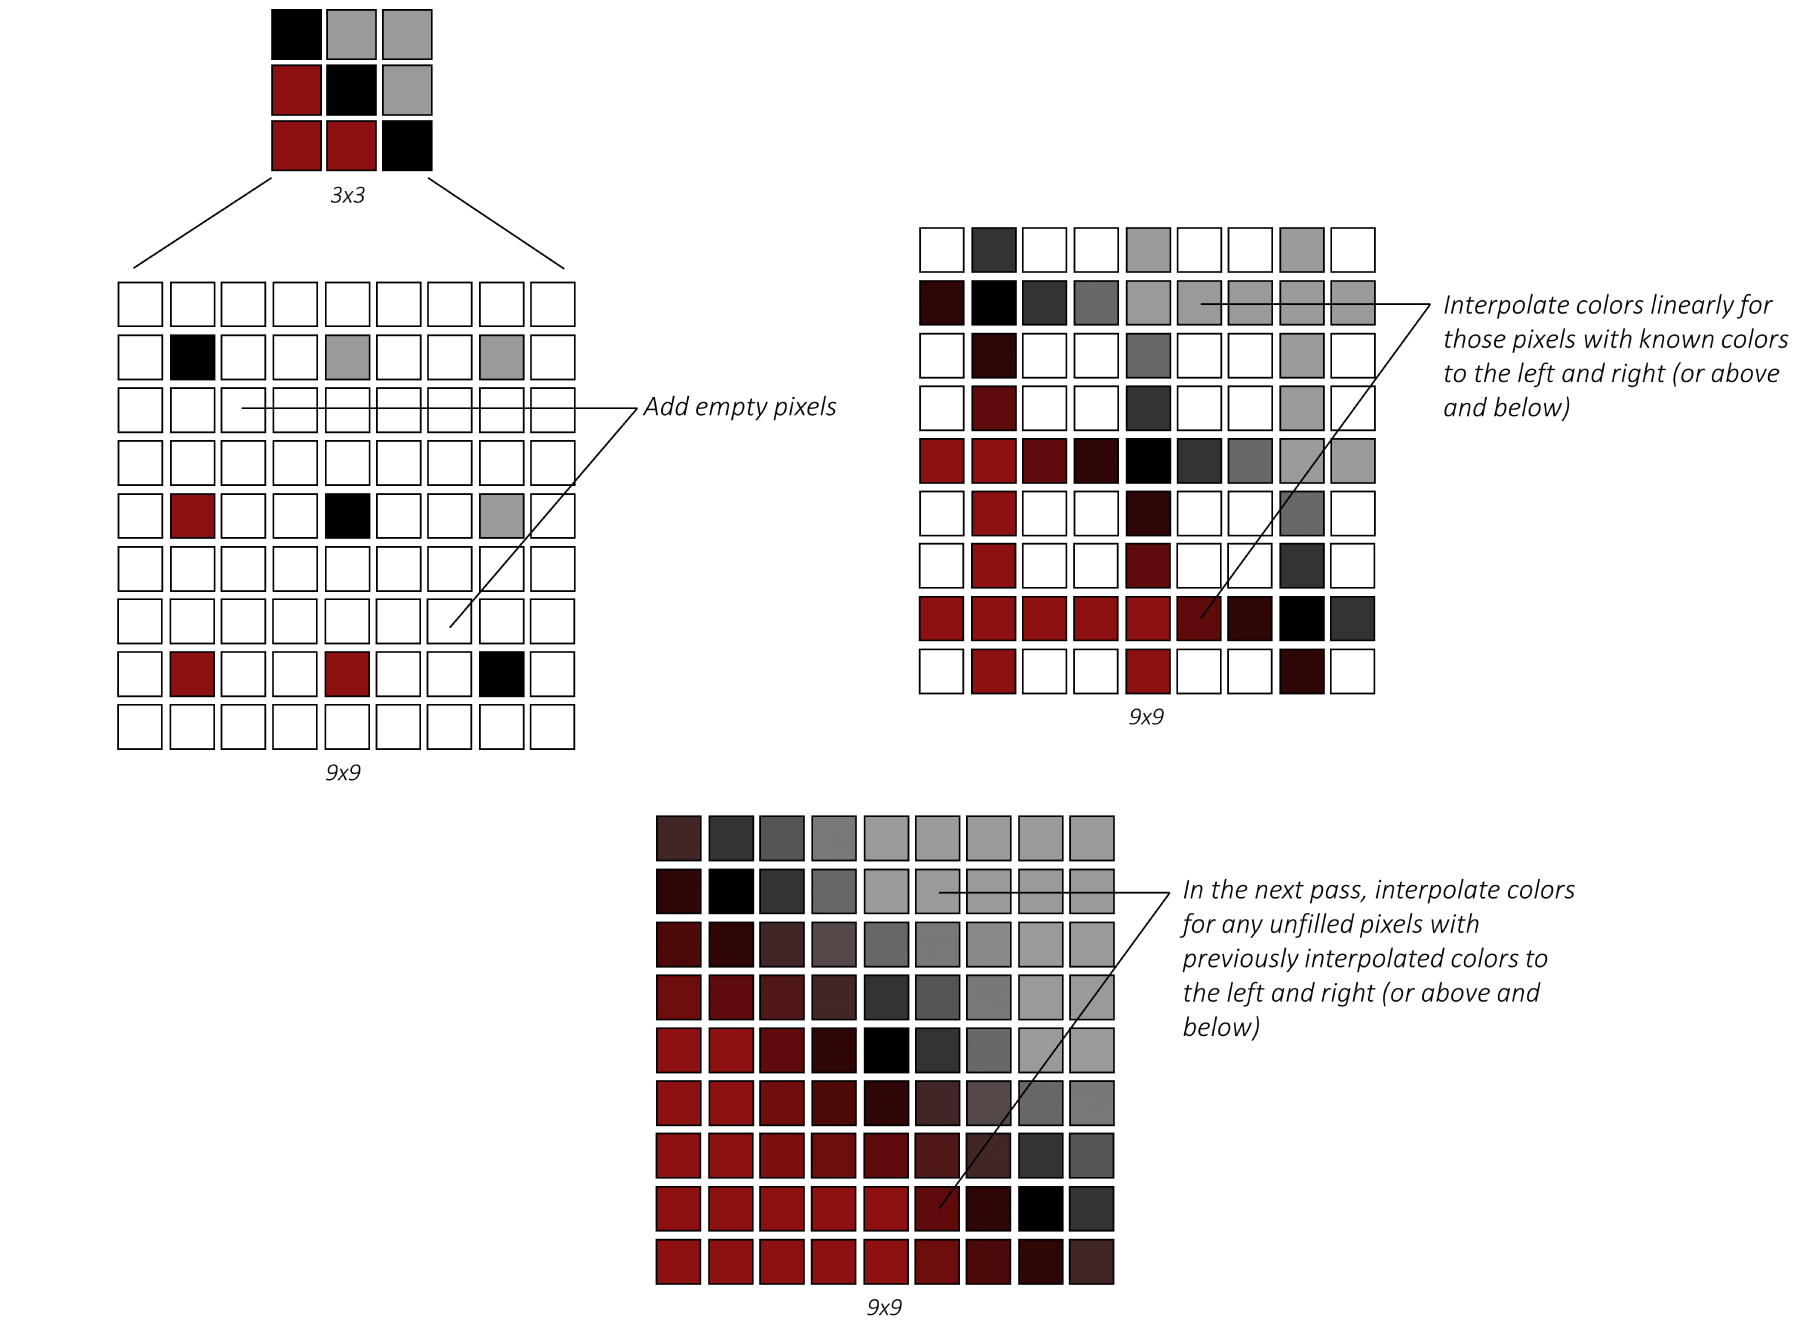 3x3
Add empty pixels
9x9
Interpolate colors linearly for
those pixels with known colors
to the left and right (or above
and below)
9x9
In the next pass, interpolate colors
for any unfilled pixels with
previously interpolated colors to
the left and right (or above and
below)
9x9